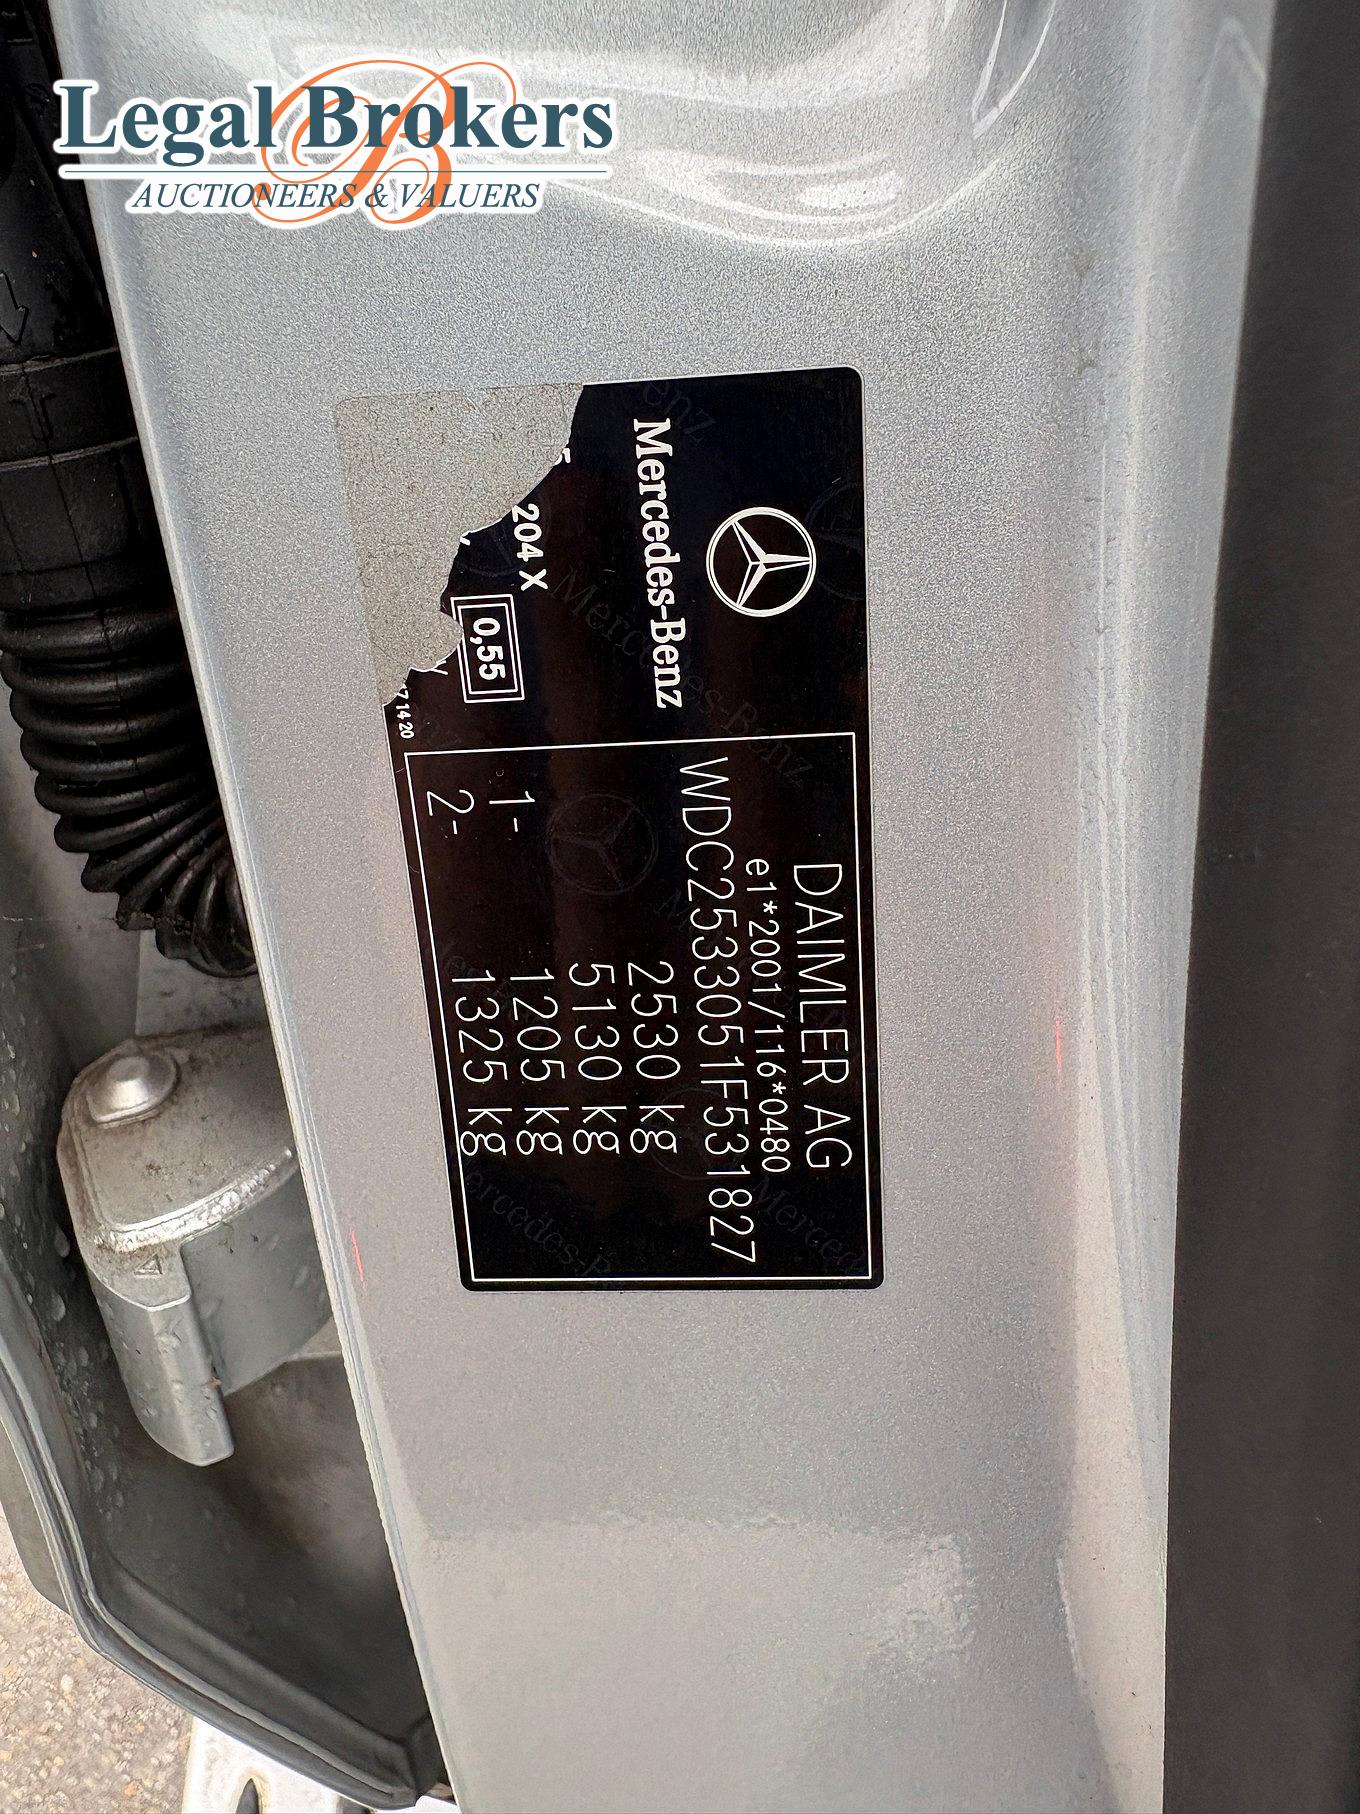 Legal Brokers
AUCTIONEERS & VALUERS
Mercedes-Benz
204 X
0,55
71420
DAIMLER AG
e1*2001/116*0480
WDC2533051F531827
2530 kg
5130 kg
1- 1205 kg
2- 1325 kg